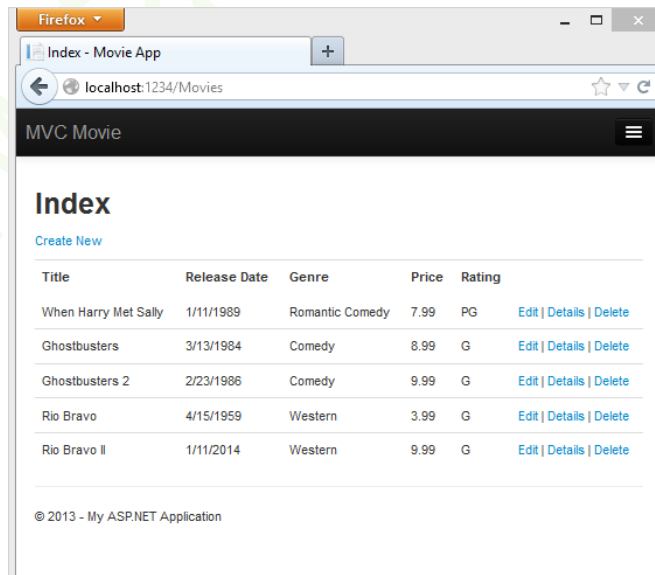 Firefox
Index - Movie App
localhost:1234/Movies
MVC Movie
Index
Create New
Title Release Date Genre Price Rating
When Harry Met Sally 1/11/1989 Romantic Comedy 7.99 PG Edit | Details | Delete
Ghostbusters 3/13/1984 Comedy 8.99 G Edit | Details | Delete
Ghostbusters 2 2/23/1986 Comedy 9.99 G Edit | Details | Delete
Rio Bravo 4/15/1959 Western 3.99 G Edit | Details | Delete
Rio Bravo II 1/11/2014 Western 9.99 G Edit | Details | Delete
© 2013 - My ASP.NET Application